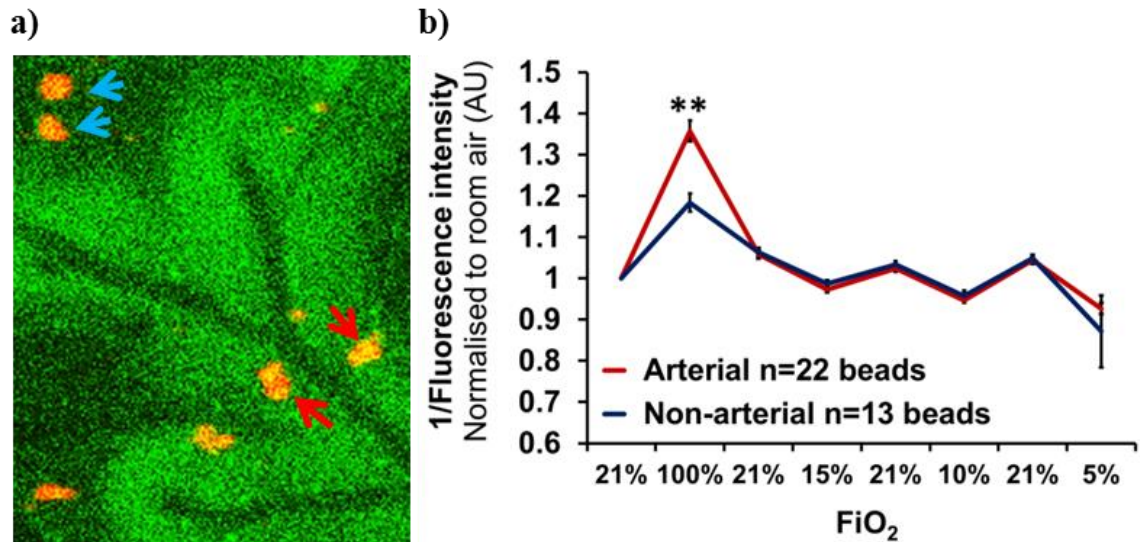 a)
b)
1/Fluorescence intensity
Normalised to room air (AU)
1.5
1.4
1.3
1.2
1.1
1
0.9
0.8
0.7
0.6
**
Arterial n=22 beads
Non-arterial n=13 beads
21% 100% 21% 15% 21% 10% 21% 5%
FiO₂